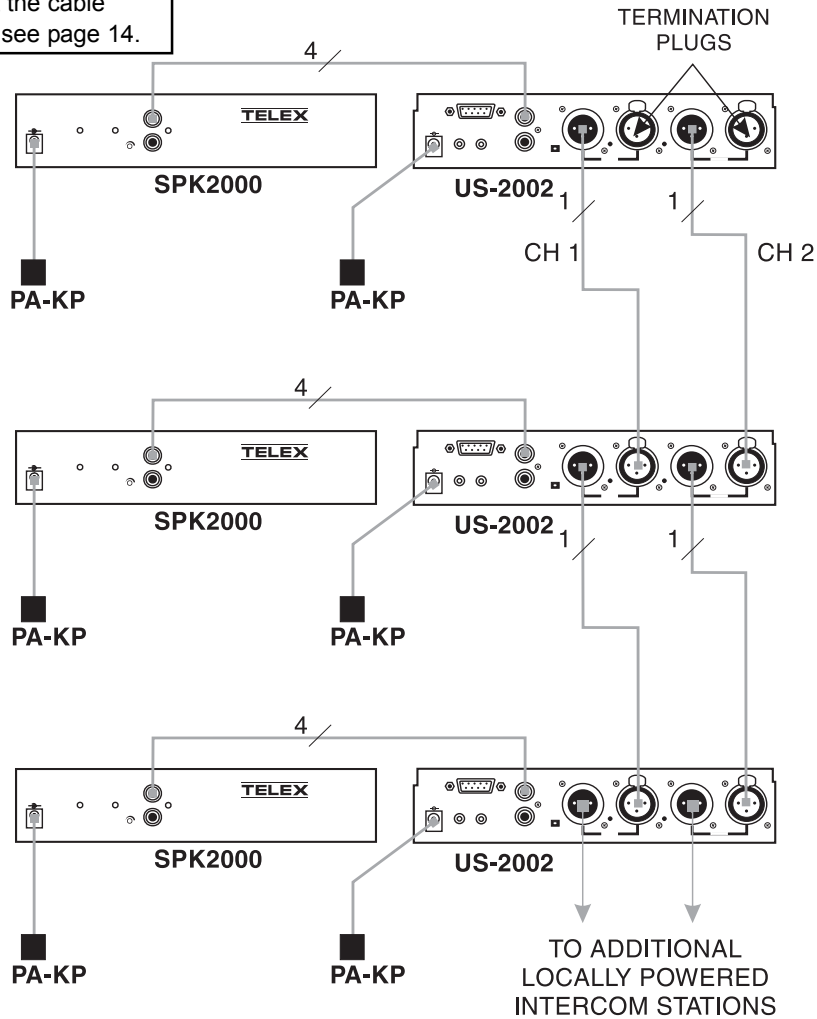 the cable
see page 14.
TERMINATION
PLUGS
4
TELEX
SPK2000
US-2002
1
1
CH 1
CH 2
PA-KP
PA-KP
4
TELEX
SPK2000
US-2002
1
1
PA-KP
PA-KP
4
TELEX
SPK2000
US-2002
PA-KP
PA-KP
TO ADDITIONAL
LOCALLY POWERED
INTERCOM STATIONS